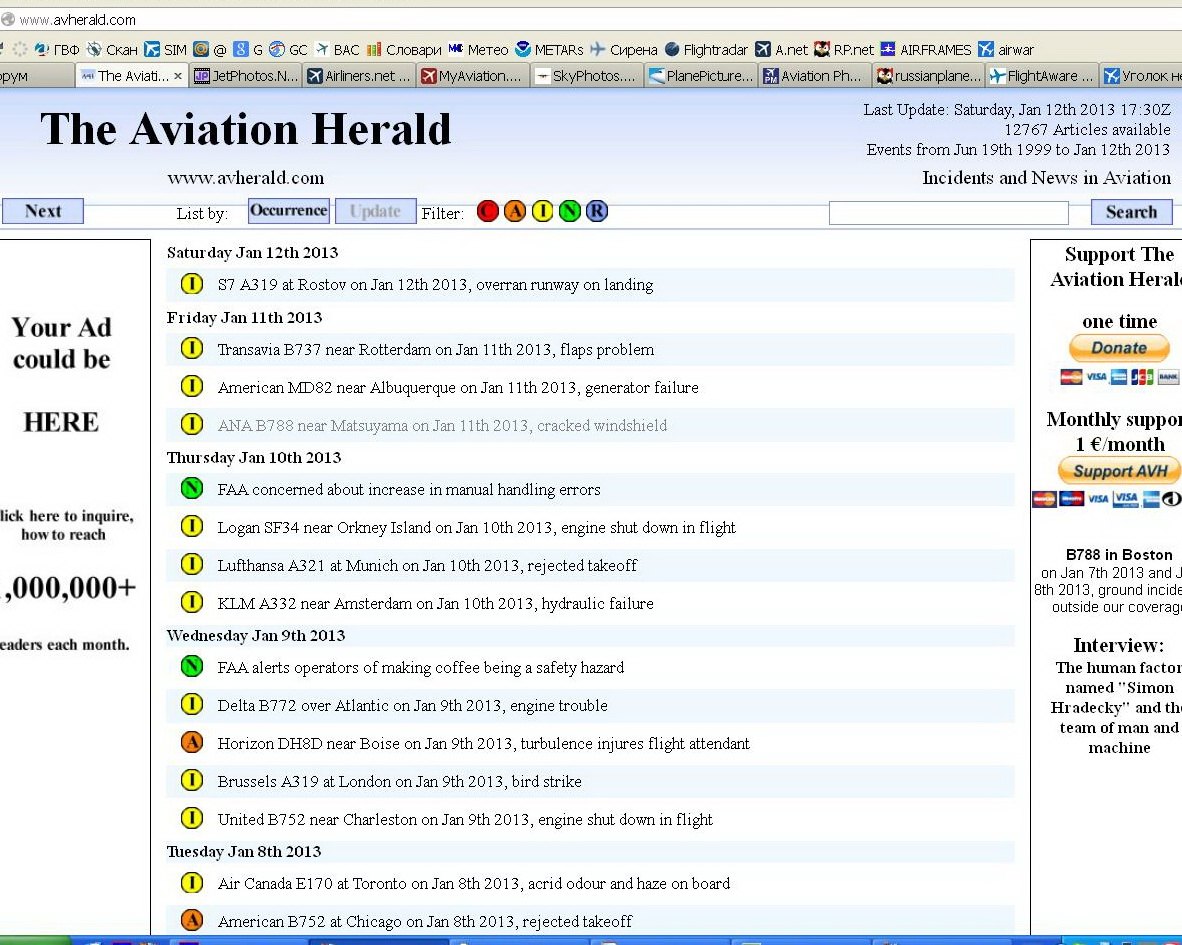 www.avherald.com
ГВФ Скан SIM @ G GC ВАС Словари Метео METARs Сирена Flightradar A.net RP.net AIRFRAMES airwar
The Aviati... × JetPhotos.N... Airliners.net ... MyAviation.... SkyPhotos.... PlanePicture... Aviation Ph... russianplane... FlightAware ... Уголок
The Aviation Herald
www.avherald.com
Last Update: Saturday, Jan 12th 2013 17:30Z
12767 Articles available
Events from Jun 19th 1999 to Jan 12th 2013
Incidents and News in Aviation
Next List by: Occurrence Update Filter: C A I N R Search
Your Ad
could be
HERE
lick here to inquire,
how to reach
,000,000+
eaders each month.
Saturday Jan 12th 2013
I S7 A319 at Rostov on Jan 12th 2013, overran runway on landing
Friday Jan 11th 2013
I Transavia B737 near Rotterdam on Jan 11th 2013, flaps problem
I American MD82 near Albuquerque on Jan 11th 2013, generator failure
I ANA B788 near Matsuyama on Jan 11th 2013, cracked windshield
Thursday Jan 10th 2013
N FAA concerned about increase in manual handling errors
I Logan SF34 near Orkney Island on Jan 10th 2013, engine shut down in flight
I Lufthansa A321 at Munich on Jan 10th 2013, rejected takeoff
I KLM A332 near Amsterdam on Jan 10th 2013, hydraulic failure
Wednesday Jan 9th 2013
N FAA alerts operators of making coffee being a safety hazard
I Delta B772 over Atlantic on Jan 9th 2013, engine trouble
A Horizon DH8D near Boise on Jan 9th 2013, turbulence injures flight attendant
I Brussels A319 at London on Jan 9th 2013, bird strike
I United B752 near Charleston on Jan 9th 2013, engine shut down in flight
Tuesday Jan 8th 2013
I Air Canada E170 at Toronto on Jan 8th 2013, acrid odour and haze on board
A American B752 at Chicago on Jan 8th 2013, rejected takeoff
Support The
Aviation Heral
one time
Donate
VISA BANK
Monthly suppor
1 €/month
Support AVH
VISA VISA
B788 in Boston
on Jan 7th 2013 and J
8th 2013, ground incide
outside our coverag
Interview:
The human factor
named "Simon
Hradecky" and the
team of man and
machine